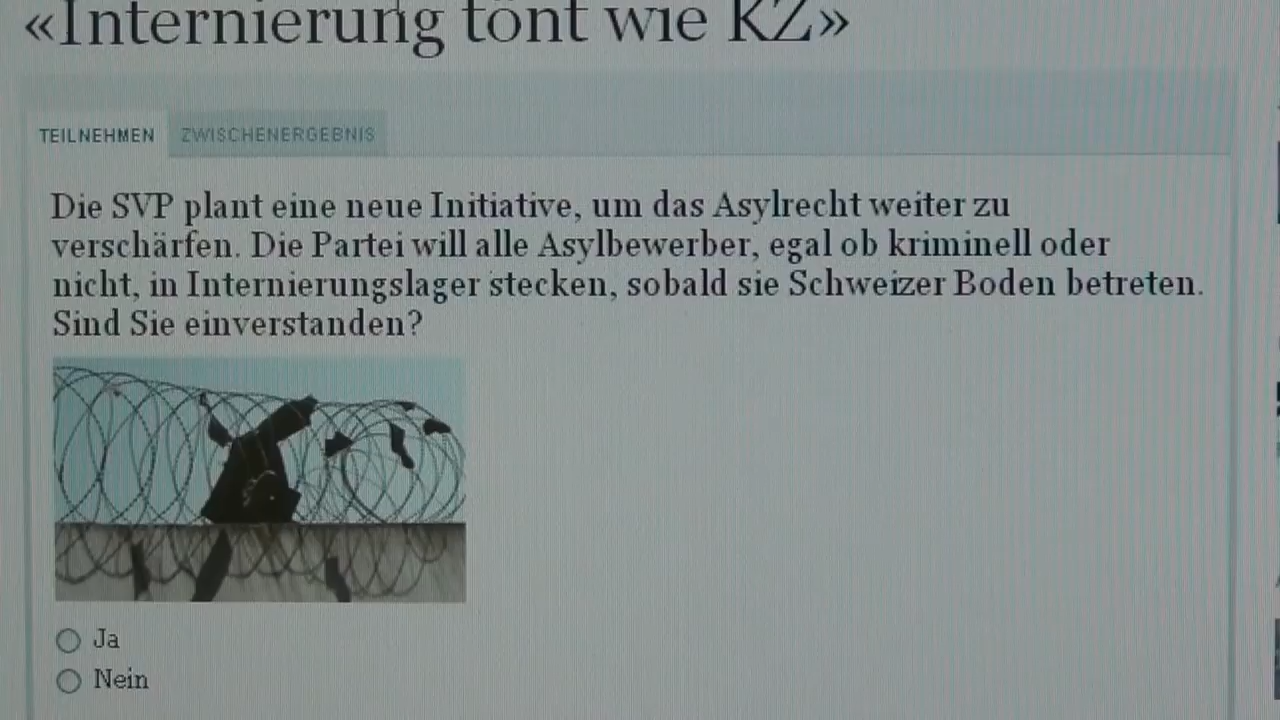 «Internierung tönt wie KZ»
TEILNEHMEN ZWISCHENERGEBNIS
Die SVP plant eine neue Initiative, um das Asylrecht weiter zu
verschärfen. Die Partei will alle Asylbewerber, egal ob kriminell oder
nicht, in Internierungslager stecken, sobald sie Schweizer Boden betreten.
Sind Sie einverstanden?
Ja
Nein